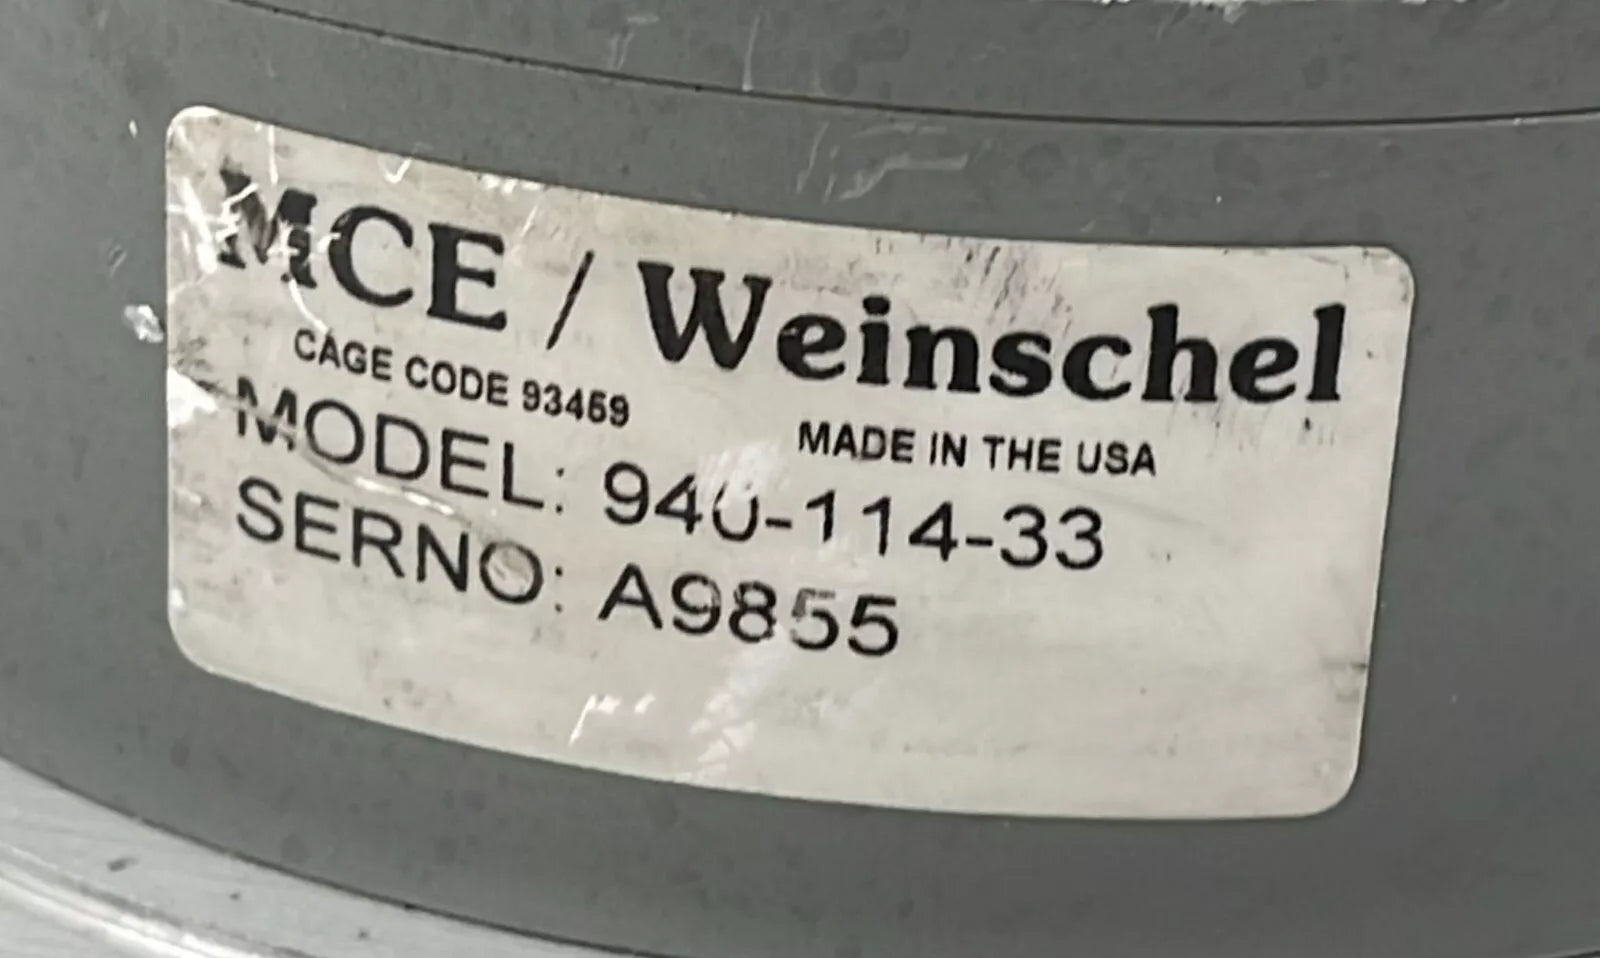 MCE / Weinschel
CAGE CODE 93459
MADE IN THE USA
MODEL: 940-114-33
SERNO: A9855